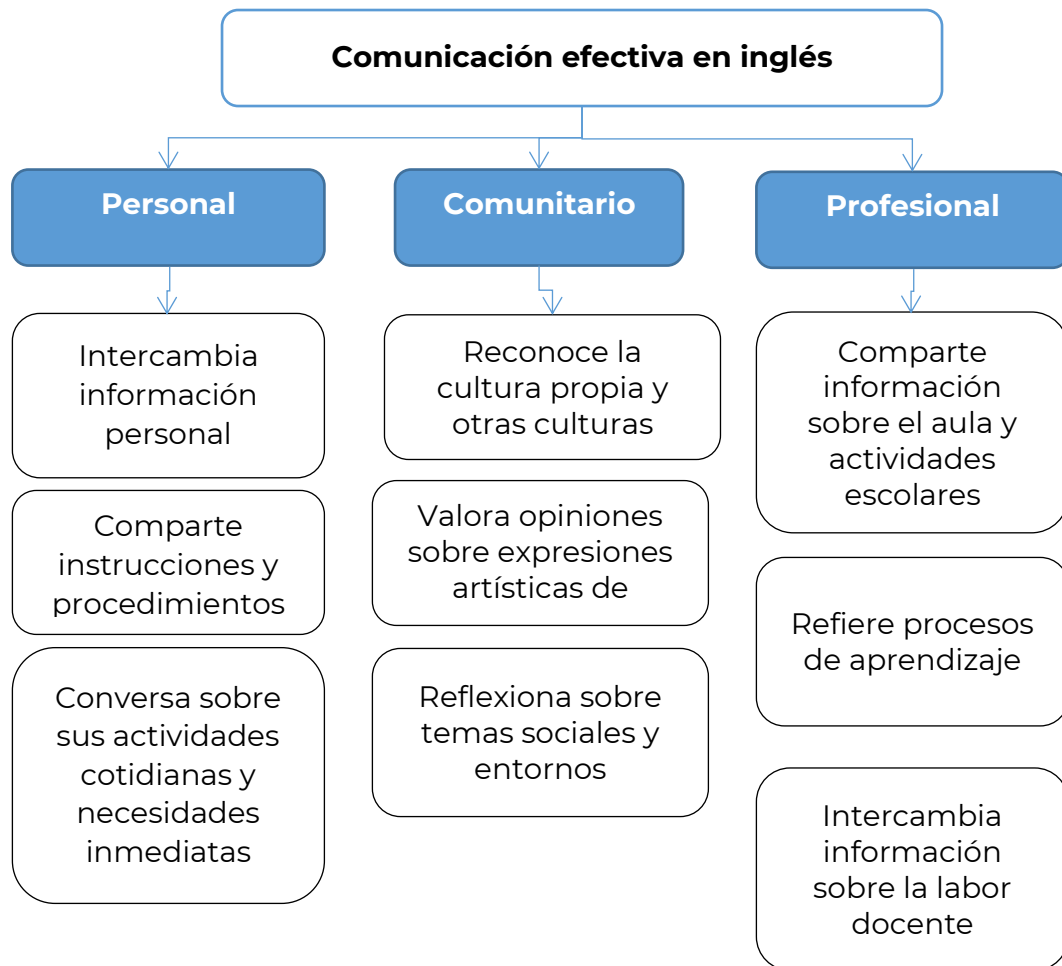 Comunicación efectiva en inglés
Personal
Comunitario
Profesional
Intercambia
información
personal
Comparte
instrucciones y
procedimientos
Conversa sobre
sus actividades
cotidianas y
necesidades
inmediatas
Reconoce la
cultura propia y
otras culturas
Valora opiniones
sobre expresiones
artísticas de
Reflexiona sobre
temas sociales y
entornos
Comparte
información
sobre el aula y
actividades
escolares
Refiere procesos
de aprendizaje
Intercambia
información
sobre la labor
docente